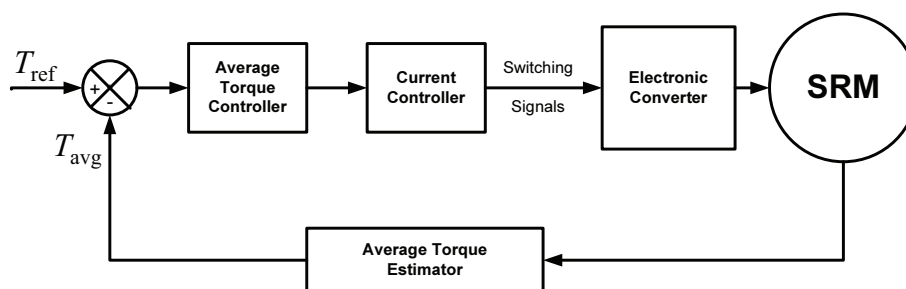 T_ref
+
-
T_avg
Average
Torque
Controller
Current
Controller
Switching
Signals
Electronic
Converter
SRM
Average Torque
Estimator